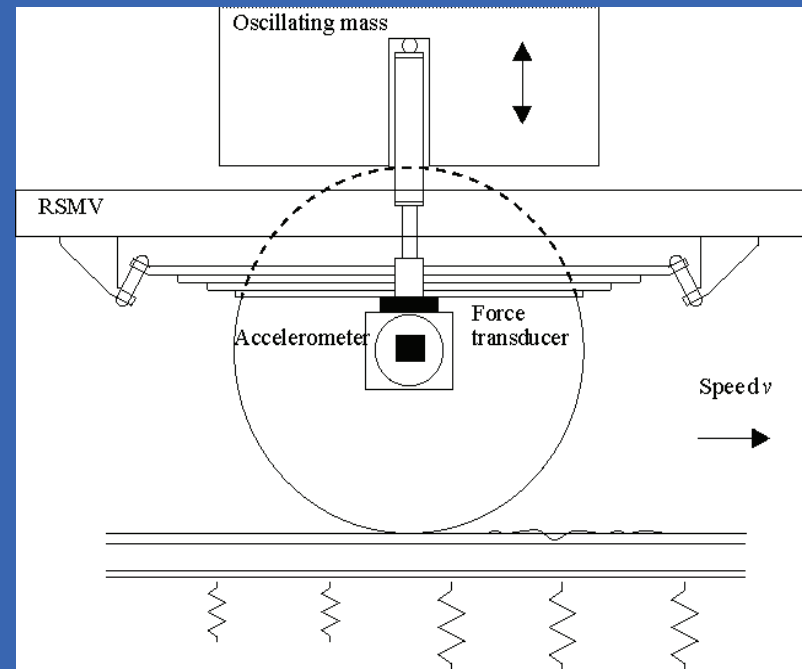 Oscillating mass
RSMV
Accelerometer
Force
transducer
Speed v